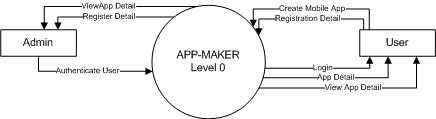 ViewApp Detail
Register Detail
Admin
Authenticate User
APP-MAKER
Level 0
Create Mobile App
Registration Detail
User
Login
App Detail
View App Detail